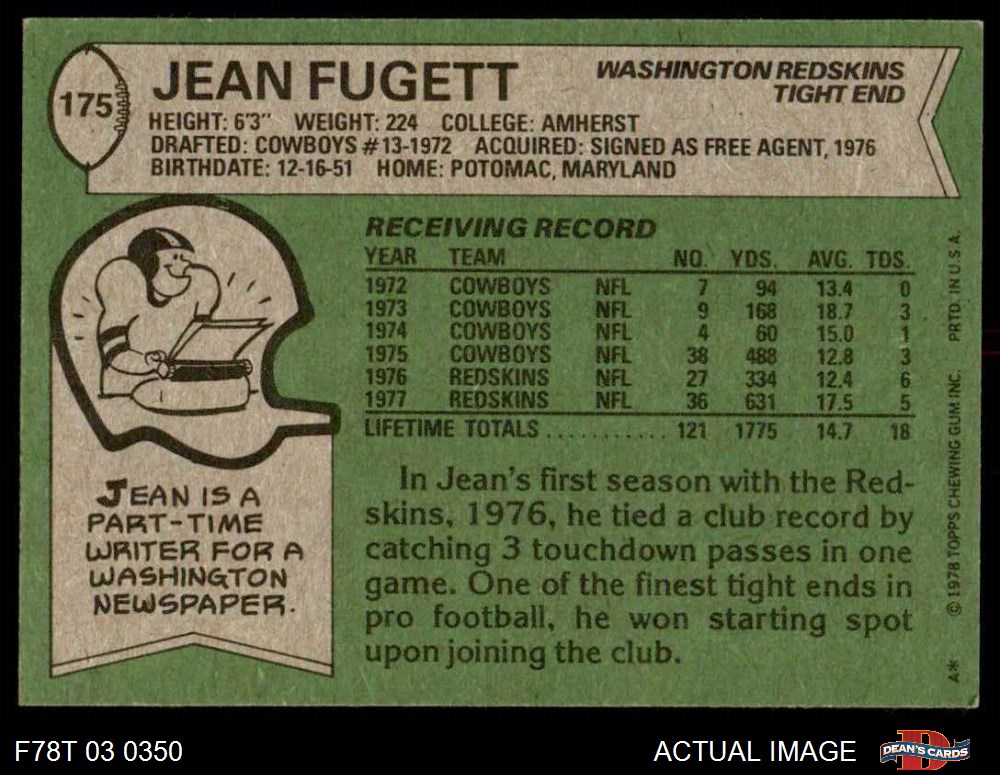 175
JEAN FUGETT
WASHINGTON REDSKINS
TIGHT END
HEIGHT: 6'3" WEIGHT: 224 COLLEGE: AMHERST
DRAFTED: COWBOYS #13-1972 ACQUIRED: SIGNED AS FREE AGENT, 1976
BIRTHDATE: 12-16-51 HOME: POTOMAC, MARYLAND
RECEIVING RECORD
YEAR TEAM NO. YDS. AVG. TDS.
1972 COWBOYS NFL 7 94 13.4 0
1973 COWBOYS NFL 9 168 18.7 3
1974 COWBOYS NFL 4 60 15.0 1
1975 COWBOYS NFL 38 488 12.8 3
1976 REDSKINS NFL 27 334 12.4 6
1977 REDSKINS NFL 36 631 17.5 5
LIFETIME TOTALS ........... 121 1775 14.7 18
JEAN IS A
PART-TIME
WRITER FOR A
WASHINGTON
NEWSPAPER.
In Jean's first season with the Red-
skins, 1976, he tied a club record by
catching 3 touchdown passes in one
game. One of the finest tight ends in
pro football, he won starting spot
upon joining the club.
A* © 1978 TOPPS CHEWING GUM INC. PRTD. IN U.S.A.
F78T 03 0350
ACTUAL IMAGE
D
DEAN'S CARDS